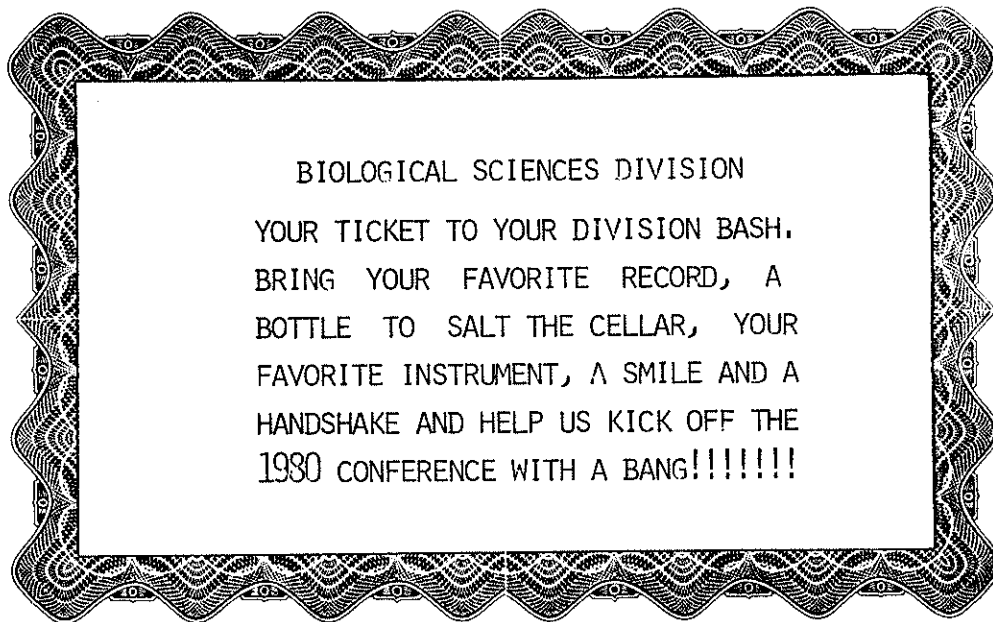 BIOLOGICAL SCIENCES DIVISION
YOUR TICKET TO YOUR DIVISION BASH.
BRING YOUR FAVORITE RECORD, A
BOTTLE TO SALT THE CELLAR, YOUR
FAVORITE INSTRUMENT, A SMILE AND A
HANDSHAKE AND HELP US KICK OFF THE
1980 CONFERENCE WITH A BANG!!!!!!!